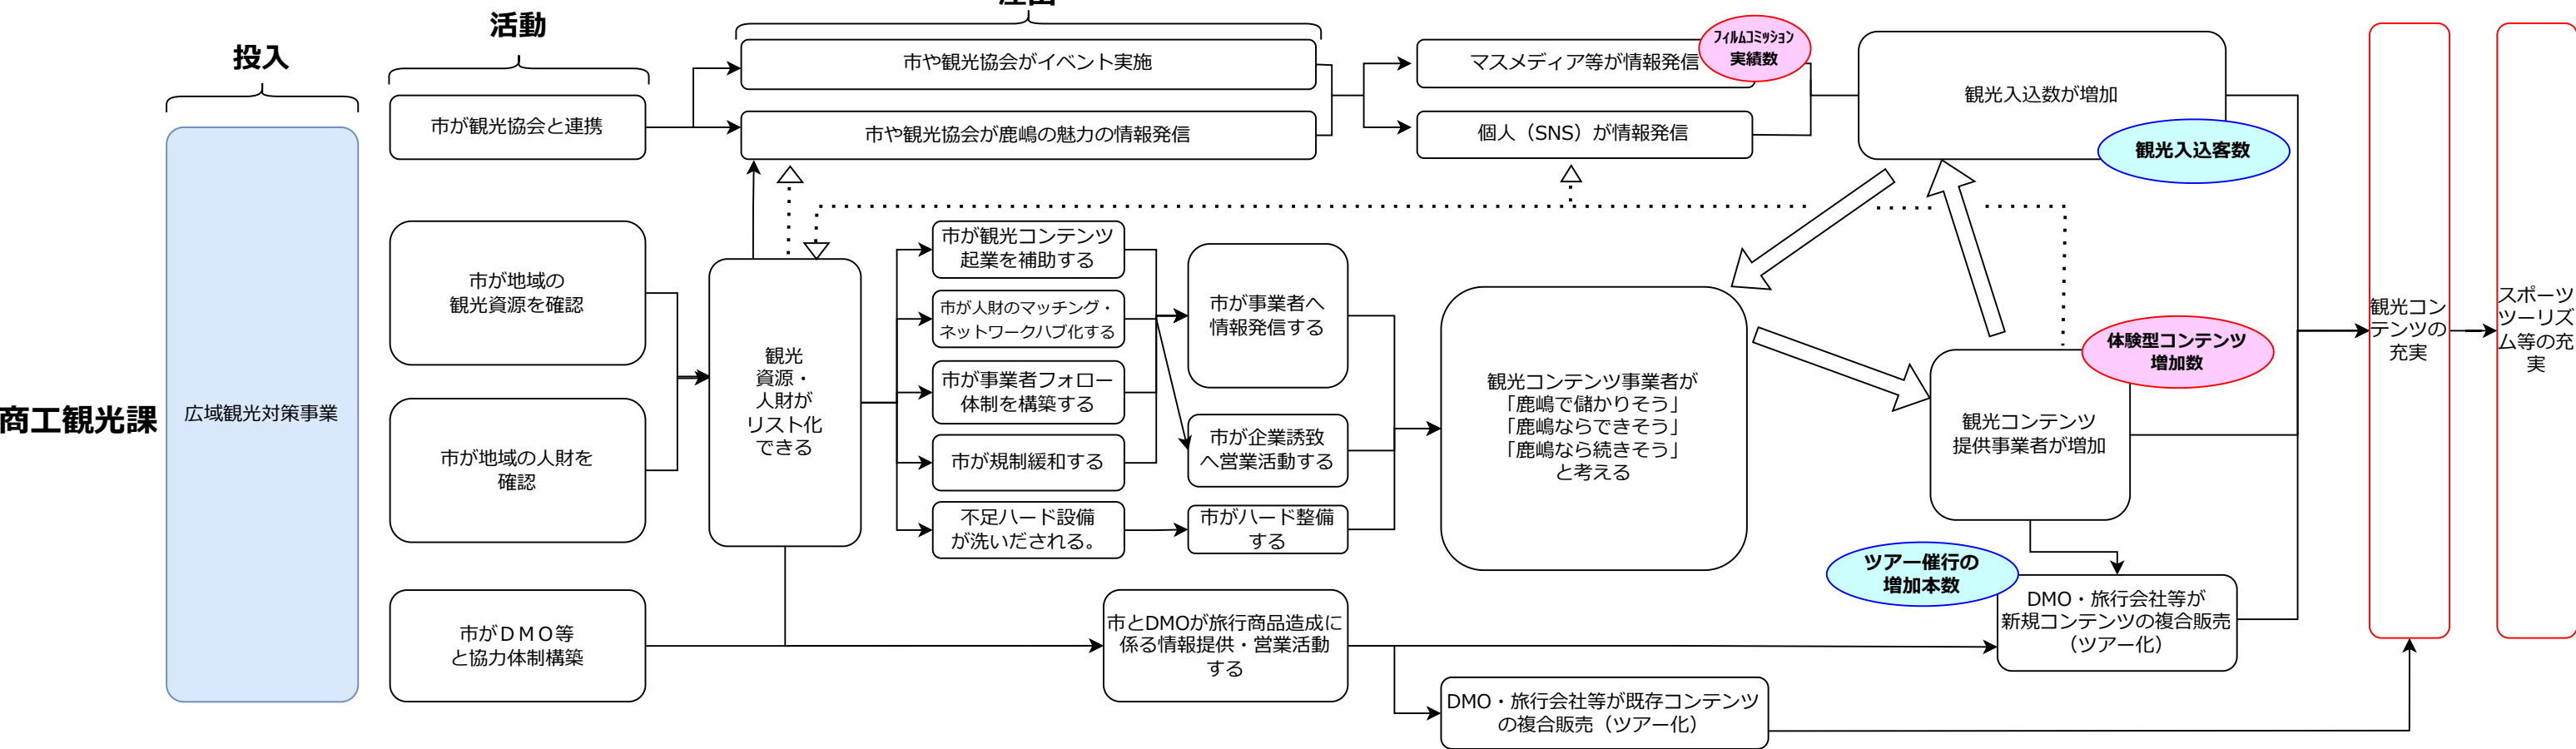 活動
投入
市や観光協会がイベント実施
マスメディア等が情報発信
フィルムコミッション
実績数
観光入込数が増加
市が観光協会と連携
市や観光協会が鹿嶋の魅力の情報発信
個人（SNS）が情報発信
観光入込客数
市が地域の
観光資源を確認
市が地域の人財を
確認
市がＤＭＯ等
と協力体制構築
商工観光課
広域観光対策事業
観光
資源・
人財が
リスト化
できる
市が観光コンテンツ
起業を補助する
市が人財のマッチング・
ネットワークハブ化する
市が事業者フォロー
体制を構築する
市が規制緩和する
不足ハード設備
が洗いだされる。
市が事業者へ
情報発信する
市が企業誘致
へ営業活動する
市がハード整備
する
観光コンテンツ事業者が
「鹿嶋で儲かりそう」
「鹿嶋ならできそう」
「鹿嶋なら続きそう」
と考える
体験型コンテンツ
増加数
観光コンテンツ
提供事業者が増加
ツアー催行の
増加本数
DMO・旅行会社等が
新規コンテンツの複合販売
（ツアー化）
市とDMOが旅行商品造成に
係る情報提供・営業活動
する
DMO・旅行会社等が既存コンテンツ
の複合販売（ツアー化）
観光コン
テンツの
充実
スポーツ
ツーリズ
ム等の充
実